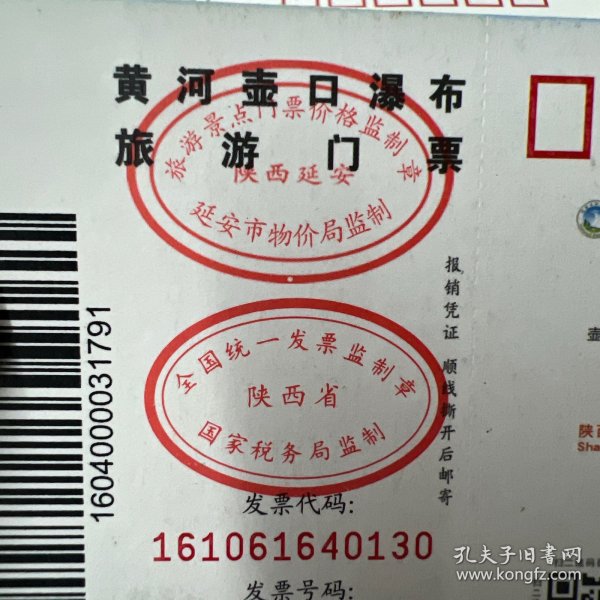 黄河壶口瀑布
旅游门票
旅游景点门票价格监制章
陕西延安
延安市物价局监制
全国统一发票监制章
陕西省
国家税务局监制
发票代码：
161061640130
发票号码：
1604000031791
报销凭证 顺线撕开后邮寄
壶
陕西
Sha
孔夫子旧书网
www.kongfz.com